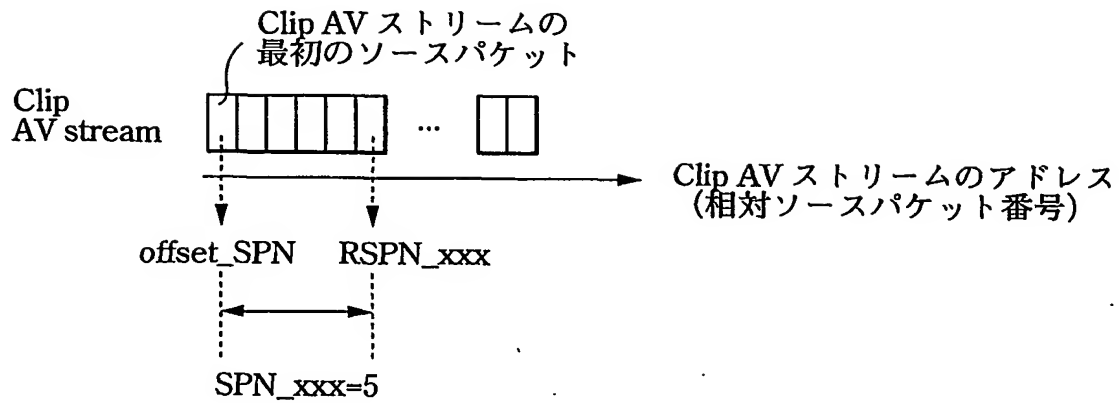 Clip AV ストリームの
最初のソースパケット
Clip
AV stream
...
Clip AV ストリームのアドレス
(相対ソースパケット番号)
offset_SPN RSPN_xxx
SPN_xxx=5